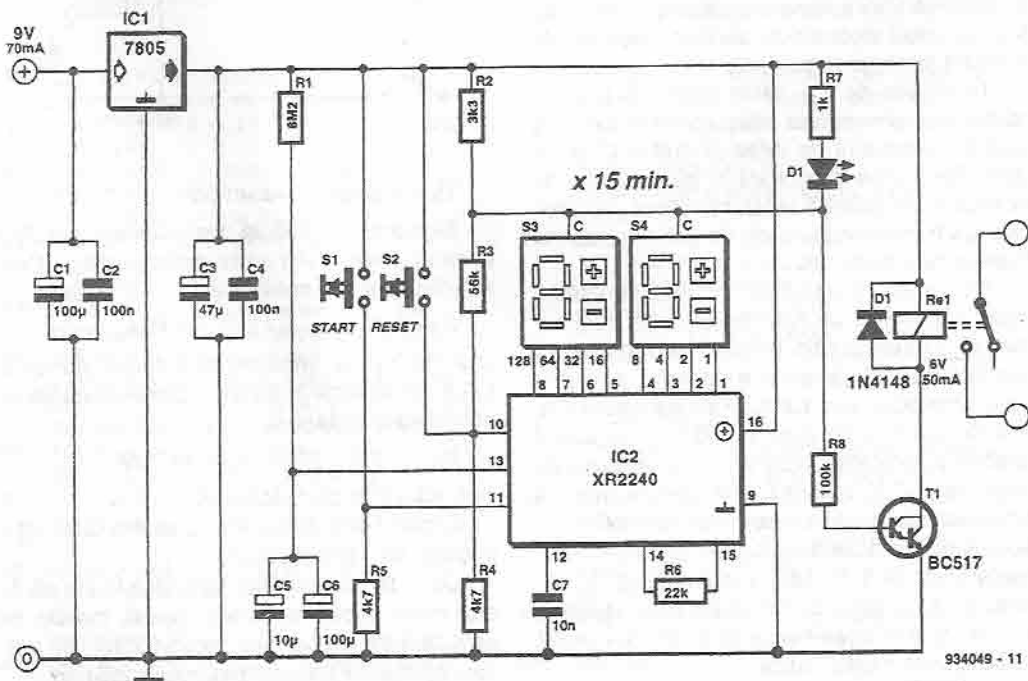 IC1
9V
70mA
7805
R1
8M2
R2
3k3
R7
1k
D1
x 15 min.
S3
C
S4
C
C1
100µ
C2
100n
C3
47µ
C4
100n
S1
S2
START
RESET
R3
56k
+
−
+
−
128 64 32 16
8 4 2 1
8 7 6 5
4 3 2 1
D1
Re1
1N4148
6V
50mA
10
13
11
IC2
XR2240
16
9
R8
100k
T1
BC517
12
14
15
R6
22k
C7
10n
C5
10µ
C6
100µ
R5
4k7
R4
4k7
0
934049 - 11